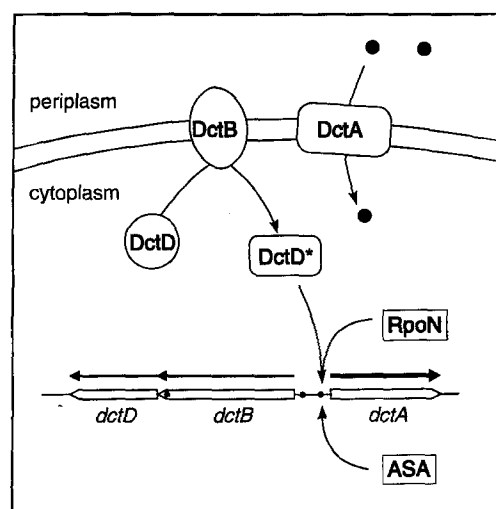 periplasm
DctB
DctA
cytoplasm
DctD
DctD*
RpoN
dctD
dctB
dctA
ASA